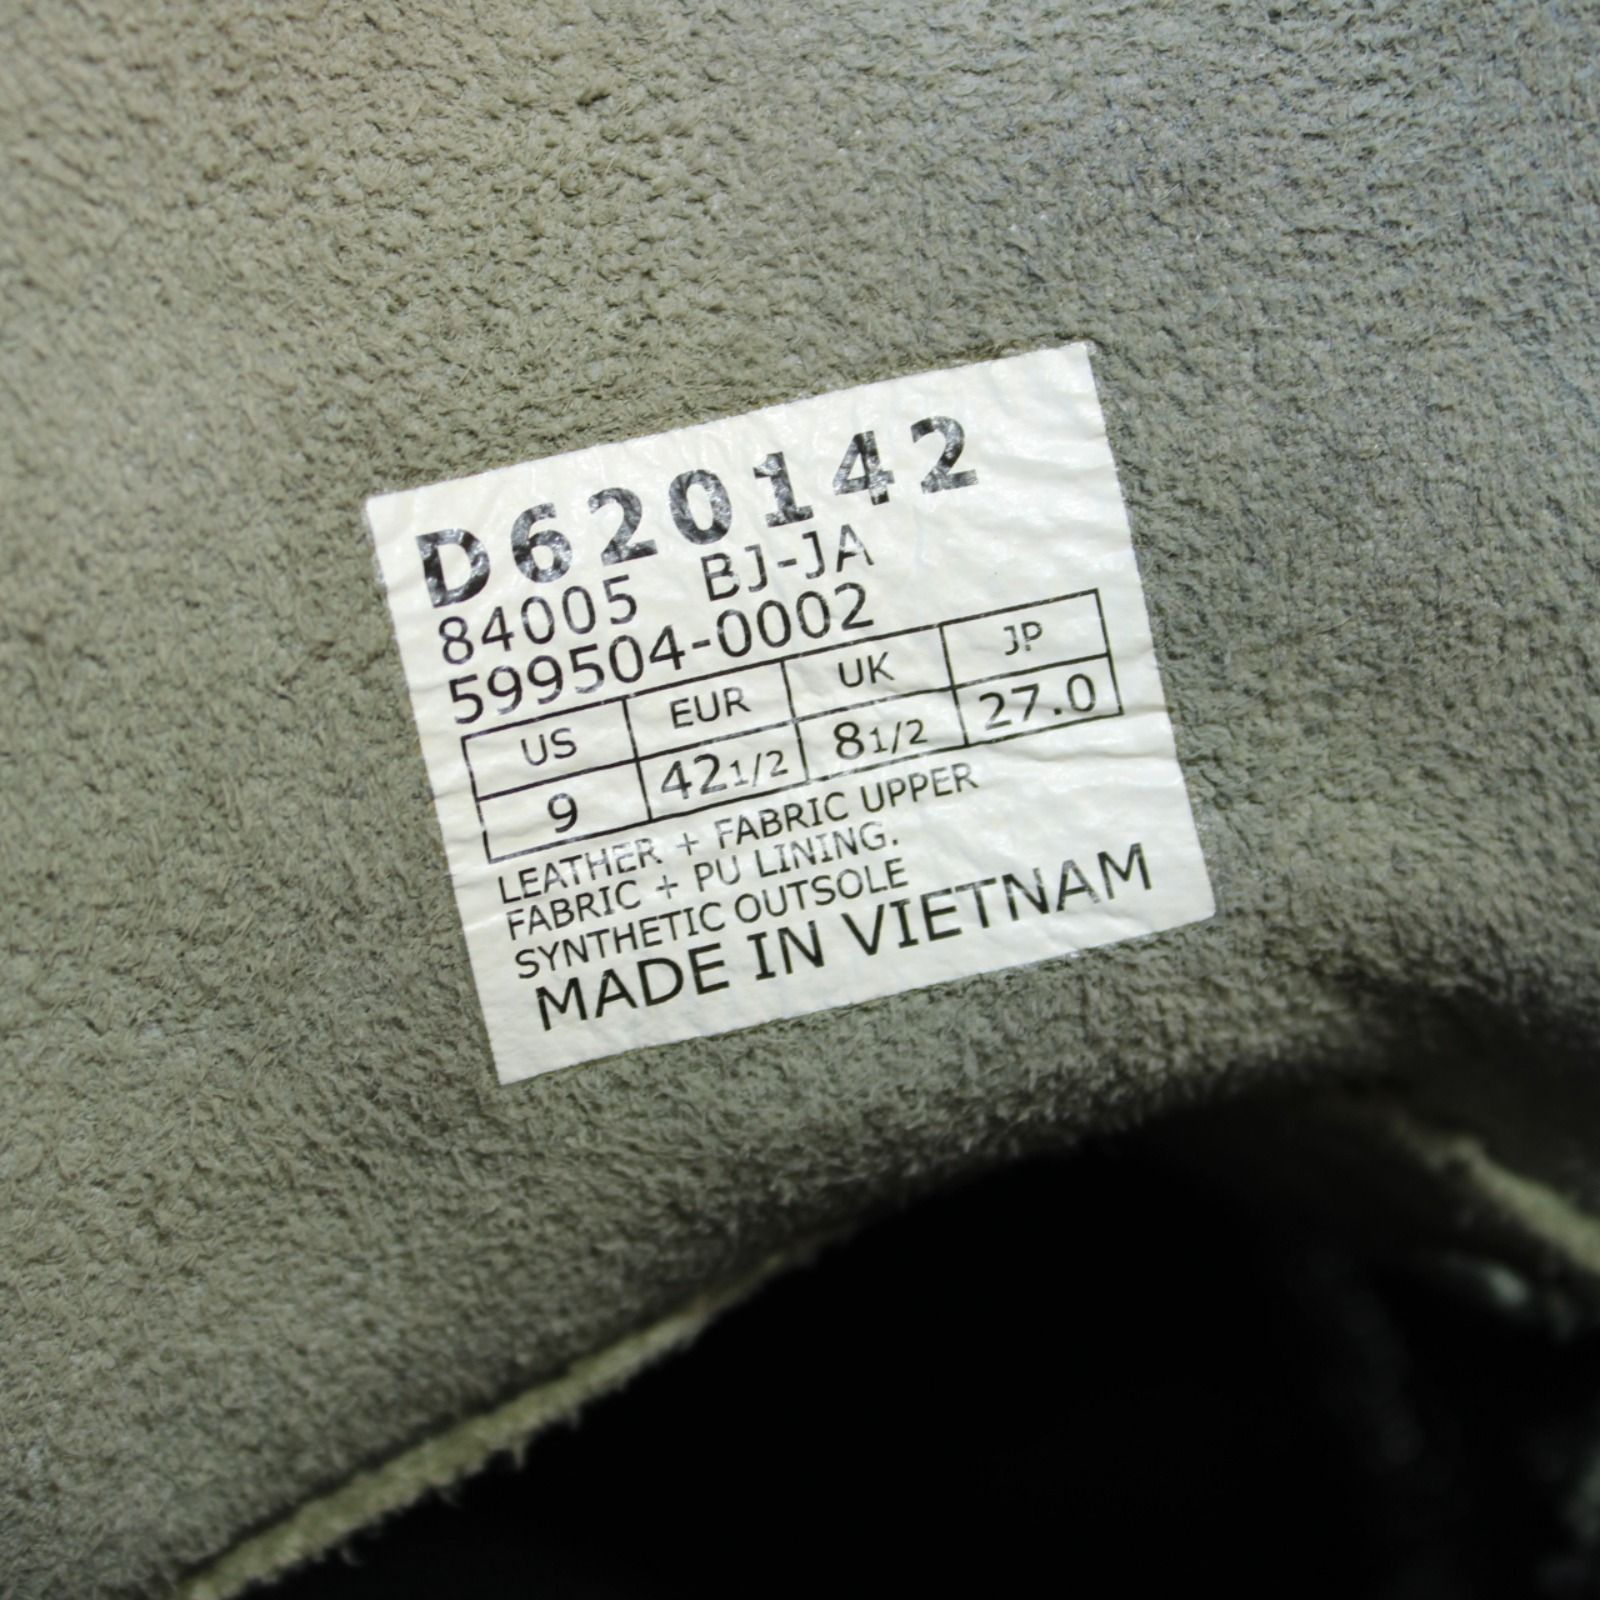 D620142
84005 BJ-JA
599504-0002
US EUR UK JP
9 42 1/2 8 1/2 27.0
LEATHER + FABRIC UPPER
FABRIC + PU LINING.
SYNTHETIC OUTSOLE
MADE IN VIETNAM